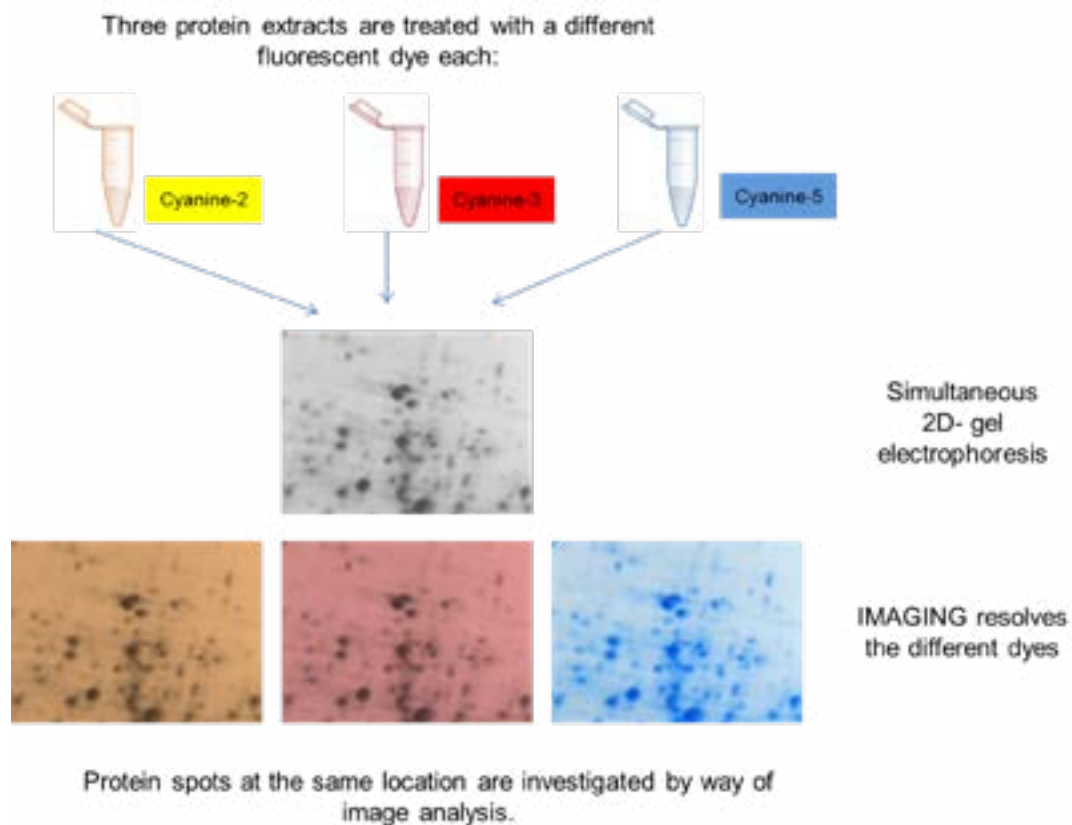 Three protein extracts are treated with a different
fluorescent dye each:
Cyanine-2
Cyanine-3
Cyanine-5
Simultaneous
2D- gel
electrophoresis
IMAGING resolves
the different dyes
Protein spots at the same location are investigated by way of
image analysis.